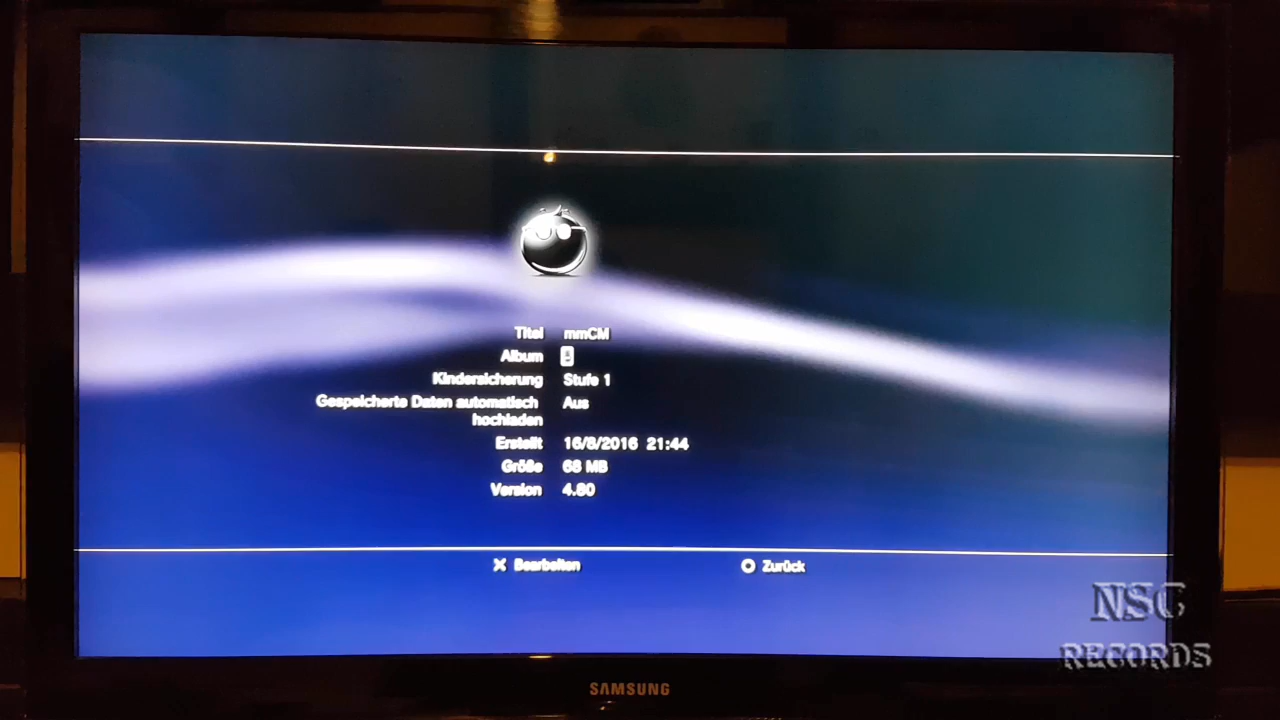 Titel mmCM
Album
Kindersicherung Stufe 1
Gespeicherte Daten automatisch Aus
hochladen
Erstellt 16/8/2016 21:44
Größe 68 MB
Version 4.80
Bearbeiten Zurück
NSC
RECORDS
SAMSUNG